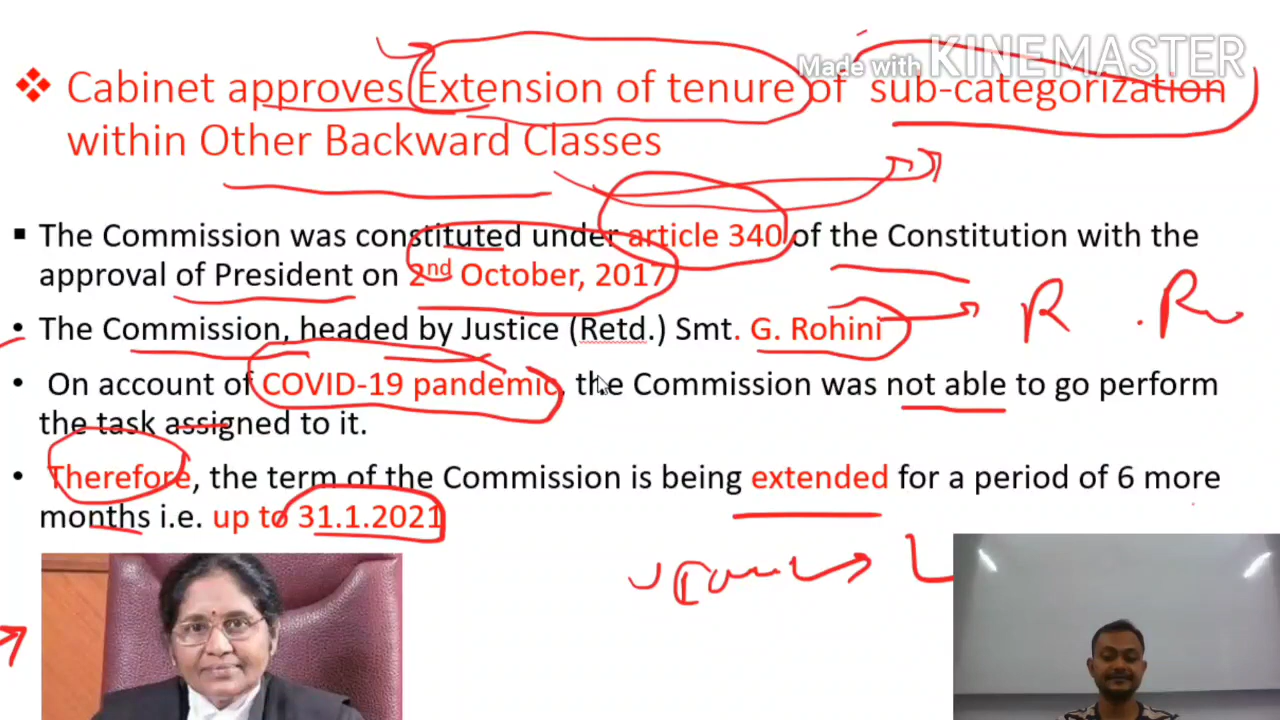 Made with KINEMASTER
❖ Cabinet approves Extension of tenure of sub-categorization
within Other Backward Classes
▪ The Commission was constituted under article 340 of the Constitution with the
approval of President on 2nd October, 2017
• The Commission, headed by Justice (Retd.) Smt. G. Rohini
R . R
• On account of COVID-19 pandemic, the Commission was not able to go perform
the task assigned to it.
• Therefore, the term of the Commission is being extended for a period of 6 more
months i.e. up to 31.1.2021